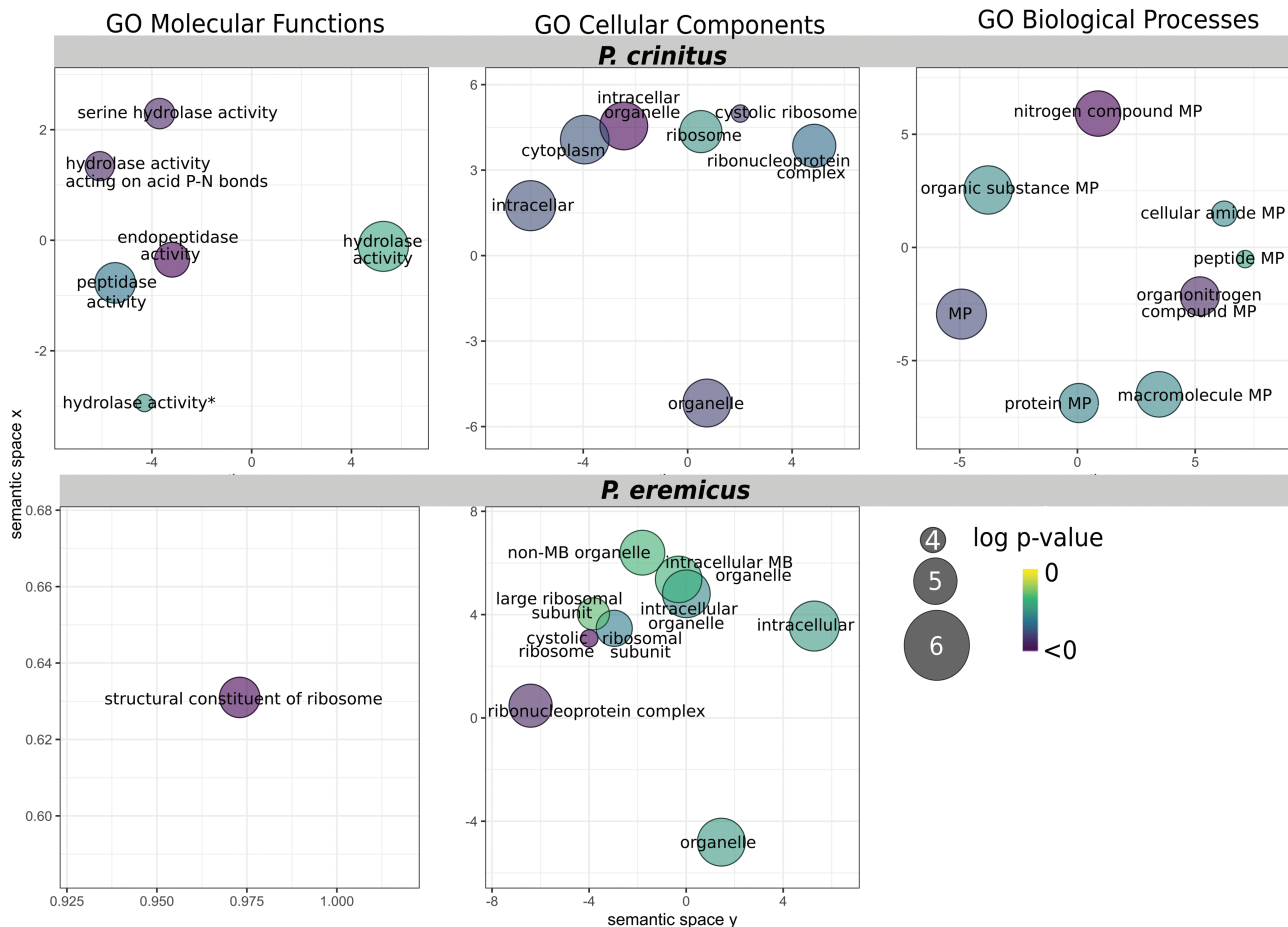 GO Molecular Functions
GO Cellular Components
GO Biological Processes
P. crinitus
semantic space x
2
0
-2
-4
0
4
serine hydrolase activity
hydrolase activity
acting on acid P-N bonds
endopeptidase
activity
peptidase
activity
hydrolase
activity
hydrolase activity*
6
3
0
-3
-6
-4
0
4
intracellar
organelle
cystolic ribosome
ribosome
cytoplasm
ribonucleoprotein
complex
intracellar
organelle
5
0
-5
-5
0
5
nitrogen compound MP
organic substance MP
cellular amide MP
peptide MP
organonitrogen
compound MP
MP
protein MP
macromolecule MP
P. eremicus
0.68
0.66
0.64
0.62
0.60
0.925
0.950
0.975
1.000
structural constituent of ribosome
8
4
0
-4
-8
-4
0
4
non-MB organelle
intracellular MB
organelle
large ribosomal
subunit
intracellular
organelle
intracellular
cystolic
ribosome
ribosomal
subunit
ribonucleoprotein complex
organelle
semantic space y
4
5
6
log p-value
0
<0